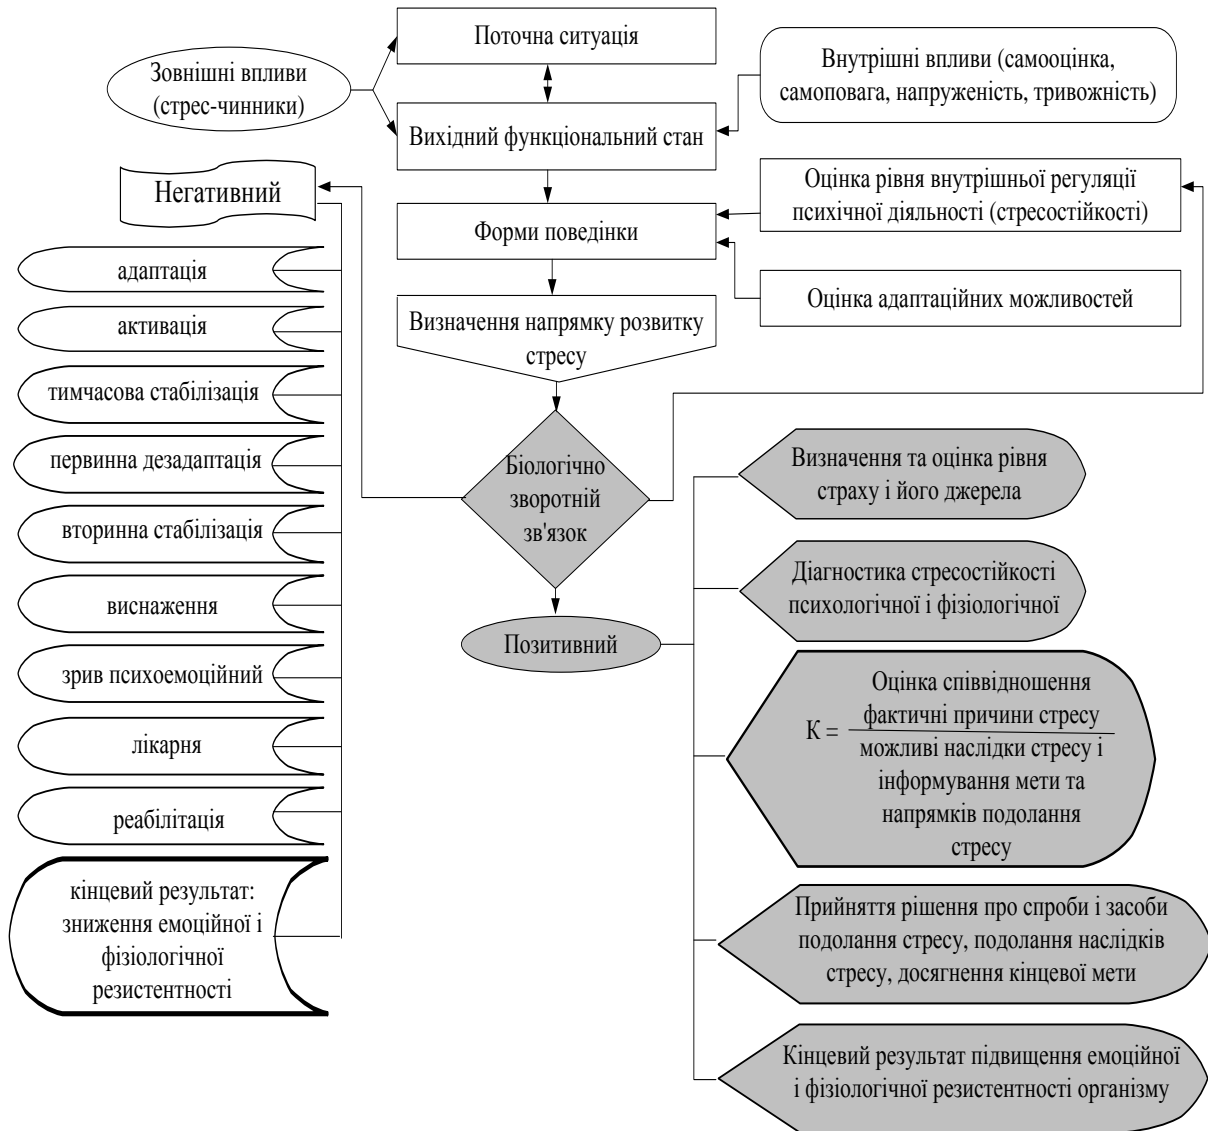 Поточна ситуація
Зовнішні впливи
(стрес-чинники)
Внутрішні впливи (самооцінка,
самоповага, напруженість, тривожність)
Вихідний функціональний стан
Негативний
Оцінка рівня внутрішньої регуляції
психічної діяльності (стресостійкості)
Форми поведінки
адаптація
Оцінка адаптаційних можливостей
активація
Визначення напрямку розвитку
стресу
тимчасова стабілізація
первинна дезадаптація
Біологічно
зворотній
зв'язок
Визначення та оцінка рівня
страху і його джерела
вторинна стабілізація
виснаження
Діагностика стресостійкості
психологічної і фізіологічної
Позитивний
зрив психоемоційний
лікарня
реабілітація
Оцінка співвідношення
фактичні причини стресу
К =
можливі наслідки стресу і
інформування мети та
напрямків подолання
стресу
кінцевий результат:
зниження емоційної і
фізіологічної
резистентності
Прийняття рішення про спроби і засоби
подолання стресу, подолання наслідків
стресу, досягнення кінцевої мети
Кінцевий результат підвищення емоційної
і фізіологічної резистентності організму